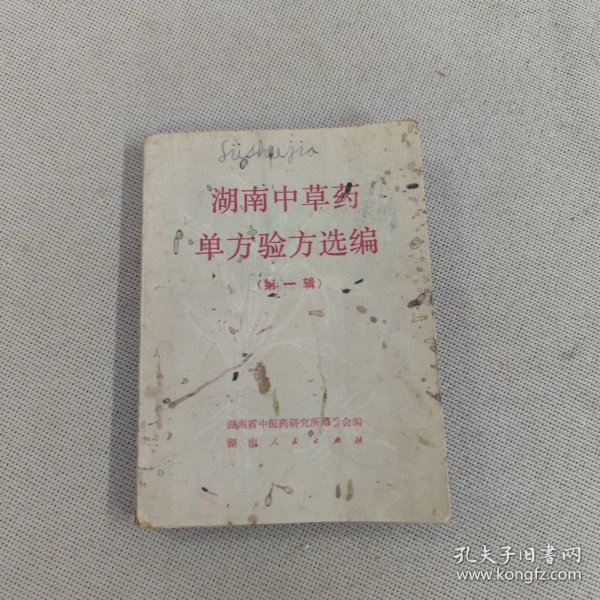 Sushujia
湖南中草药
单方验方选编
（第一辑）
湖南省中医药研究所革委会编
湖南人民出版社
孔夫子旧书网
www.kongfz.com